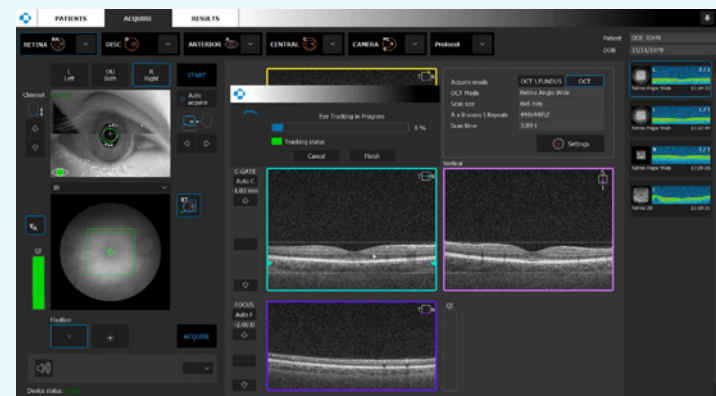 PATIENTS ACQUIRE RESULTS
RETINA DISC ANTERIOR CENTRAL CAMERA Protocol
Patient DOE JOHN
DOB
L Left
OU Both
R Right
START
Chinrest
Auto acquire
Eye Tracking In Progress
0 %
Tracking status
Cancel Finish
Acquire mode OCT \ FUNDUS OCT
OCT Mode Retina Angio Wide
Scan size 6x6 mm
A x B-scans \ Repeats
Scan time
Settings
Vertical
Retina Angio Wide
Retina Angio Wide
Retina Angio Wide
Retina 3D
IR
C-GATE
Auto C
QI
FOCUS
Auto F
QI
Fixation
ACQUIRE
Device status: